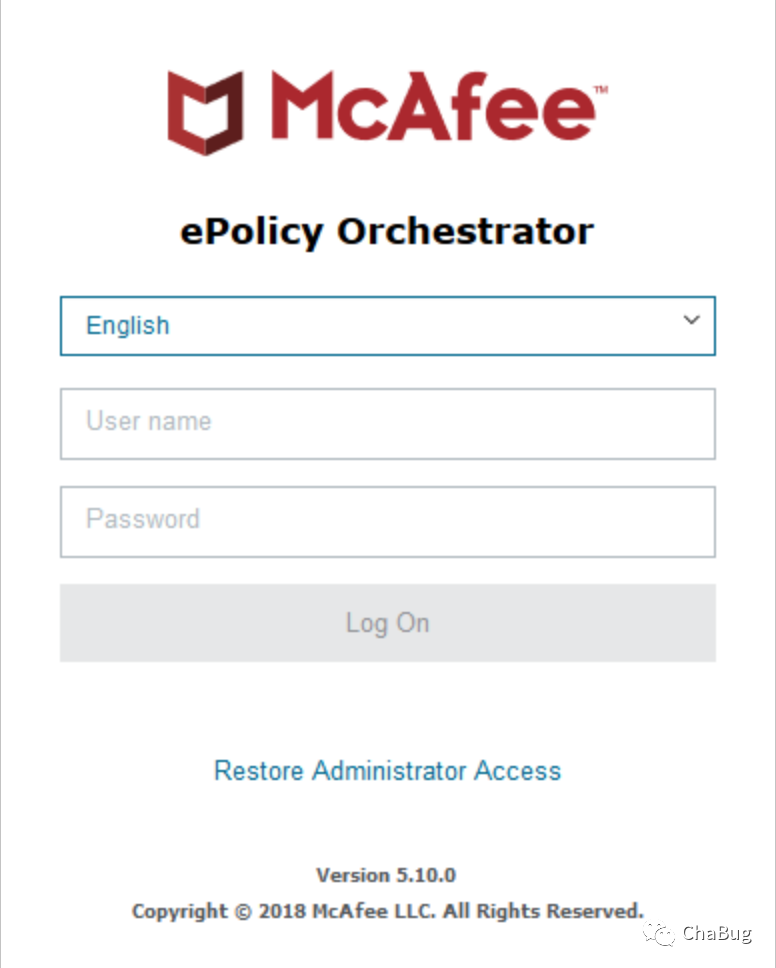 McAfee™
ePolicy Orchestrator
English
User name
Password
Log On
Restore Administrator Access
Version 5.10.0
Copyright © 2018 McAfee LLC. All Rights Reserved.
ChaBug